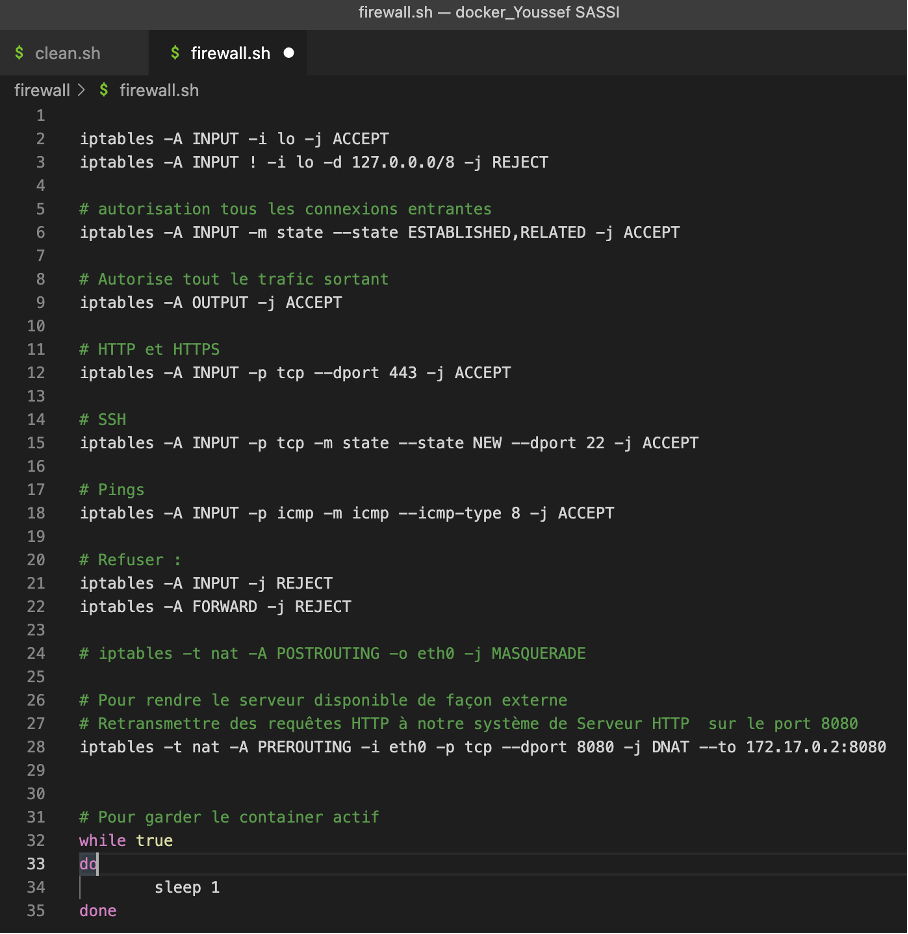 firewall.sh — docker_Youssef SASSI
$ clean.sh $ firewall.sh ●
firewall > $ firewall.sh
1
2 iptables -A INPUT -i lo -j ACCEPT
3 iptables -A INPUT ! -i lo -d 127.0.0.0/8 -j REJECT
4
5 # autorisation tous les connexions entrantes
6 iptables -A INPUT -m state --state ESTABLISHED,RELATED -j ACCEPT
7
8 # Autorise tout le trafic sortant
9 iptables -A OUTPUT -j ACCEPT
10
11 # HTTP et HTTPS
12 iptables -A INPUT -p tcp --dport 443 -j ACCEPT
13
14 # SSH
15 iptables -A INPUT -p tcp -m state --state NEW --dport 22 -j ACCEPT
16
17 # Pings
18 iptables -A INPUT -p icmp -m icmp --icmp-type 8 -j ACCEPT
19
20 # Refuser :
21 iptables -A INPUT -j REJECT
22 iptables -A FORWARD -j REJECT
23
24 # iptables -t nat -A POSTROUTING -o eth0 -j MASQUERADE
25
26 # Pour rendre le serveur disponible de façon externe
27 # Retransmettre des requêtes HTTP à notre système de Serveur HTTP  sur le port 8080
28 iptables -t nat -A PREROUTING -i eth0 -p tcp --dport 8080 -j DNAT --to 172.17.0.2:8080
29
30
31 # Pour garder le container actif
32 while true
33 do
34         sleep 1
35 done